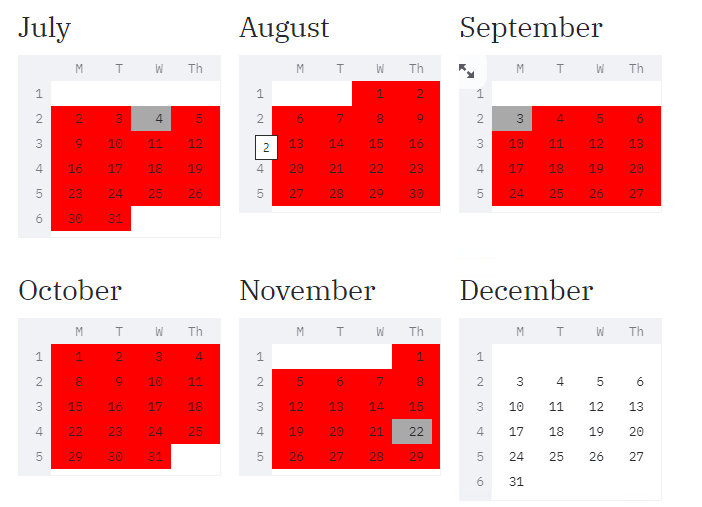 July
M T W Th
1
2 2 3 4 5
3 9 10 11 12
4 16 17 18 19
5 23 24 25 26
6 30 31
August
M T W Th
1 1 2
2 6 7 8 9
2 13 14 15 16
4 20 21 22 23
5 27 28 29 30
September
M T W Th
1
2 3 4 5 6
3 10 11 12 13
4 17 18 19 20
5 24 25 26 27
October
M T W Th
1 1 2 3 4
2 8 9 10 11
3 15 16 17 18
4 22 23 24 25
5 29 30 31
November
M T W Th
1 1
2 5 6 7 8
3 12 13 14 15
4 19 20 21 22
5 26 27 28 29
December
M T W Th
1
2 3 4 5 6
3 10 11 12 13
4 17 18 19 20
5 24 25 26 27
6 31